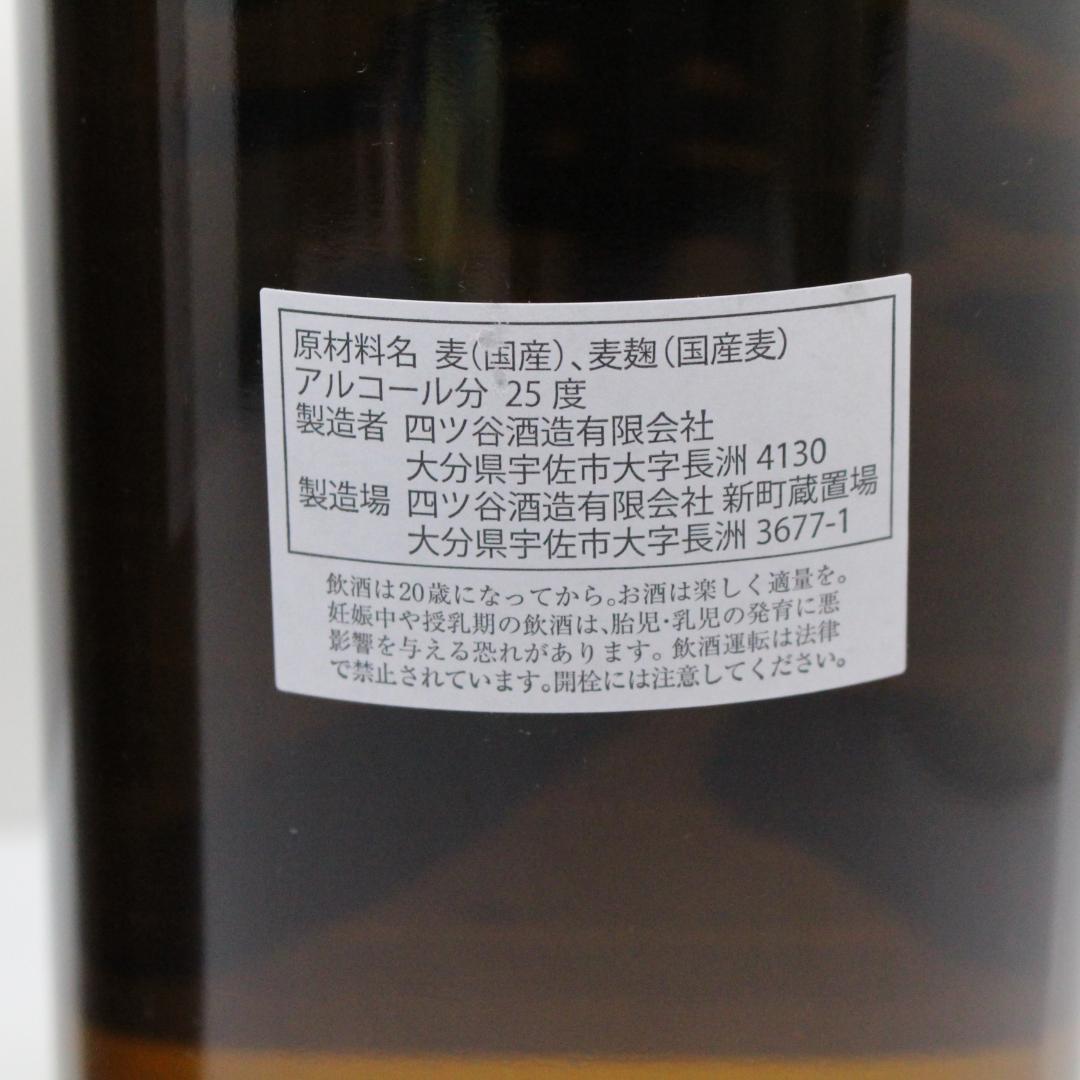 原材料名 麦(国産)、麦麹(国産麦)
アルコール分 25 度
製造者 四ツ谷酒造有限会社
大分県宇佐市大字長洲 4130
製造場 四ツ谷酒造有限会社 新町蔵置場
大分県宇佐市大字長洲 3677-1
飲酒は20歳になってから。お酒は楽しく適量を。
妊娠中や授乳期の飲酒は、胎児・乳児の発育に悪
影響を与える恐れがあります。飲酒運転は法律
で禁止されています。開栓には注意してください。